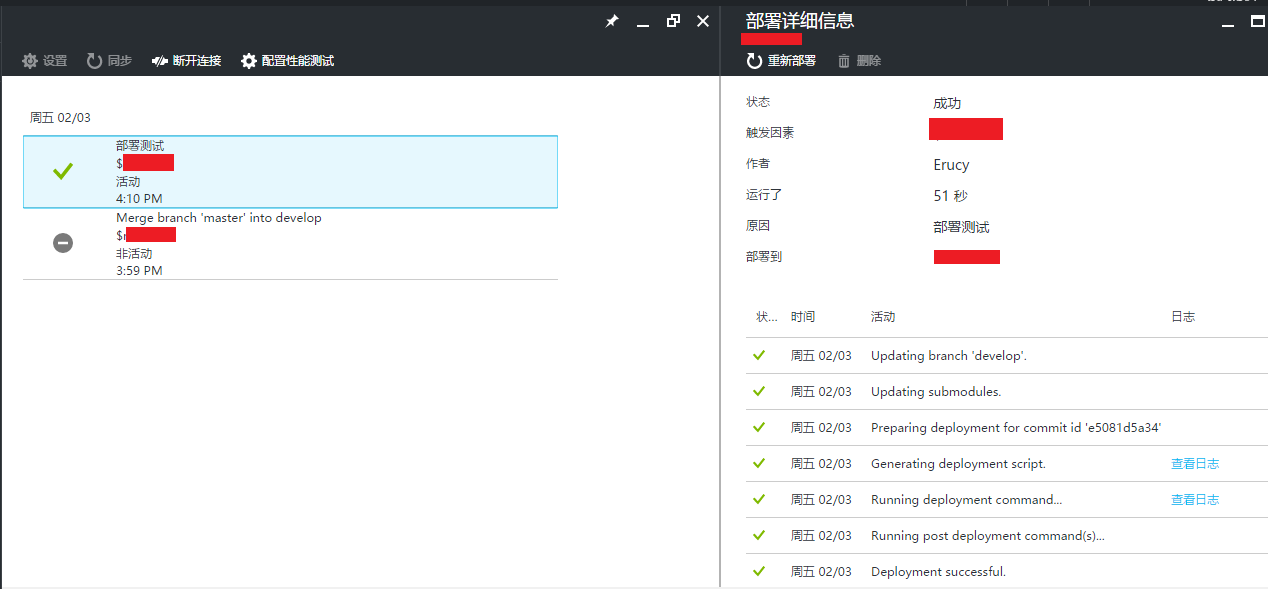 设置
同步
断开连接
配置性能测试
周五 02/03
部署测试
$
活动
4:10 PM
Merge branch 'master' into develop
$
非活动
3:59 PM
部署详细信息
重新部署
删除
状态 成功
触发因素
作者 Erucy
运行了 51 秒
原因 部署测试
部署到
状... 时间 活动 日志
周五 02/03 Updating branch 'develop'.
周五 02/03 Updating submodules.
周五 02/03 Preparing deployment for commit id 'e5081d5a34'
周五 02/03 Generating deployment script. 查看日志
周五 02/03 Running deployment command... 查看日志
周五 02/03 Running post deployment command(s)...
周五 02/03 Deployment successful.